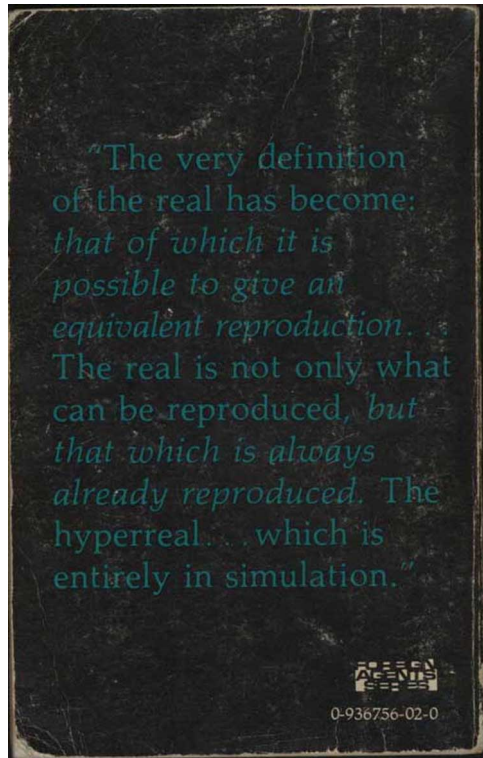 "The very definition
of the real has become:
that of which it is
possible to give an
equivalent reproduction. . .
The real is not only what
can be reproduced, but
that which is always
already reproduced. The
hyperreal. . .which is
entirely in simulation."
FOREIGN
AGENTS
SERIES
0-936756-02-0